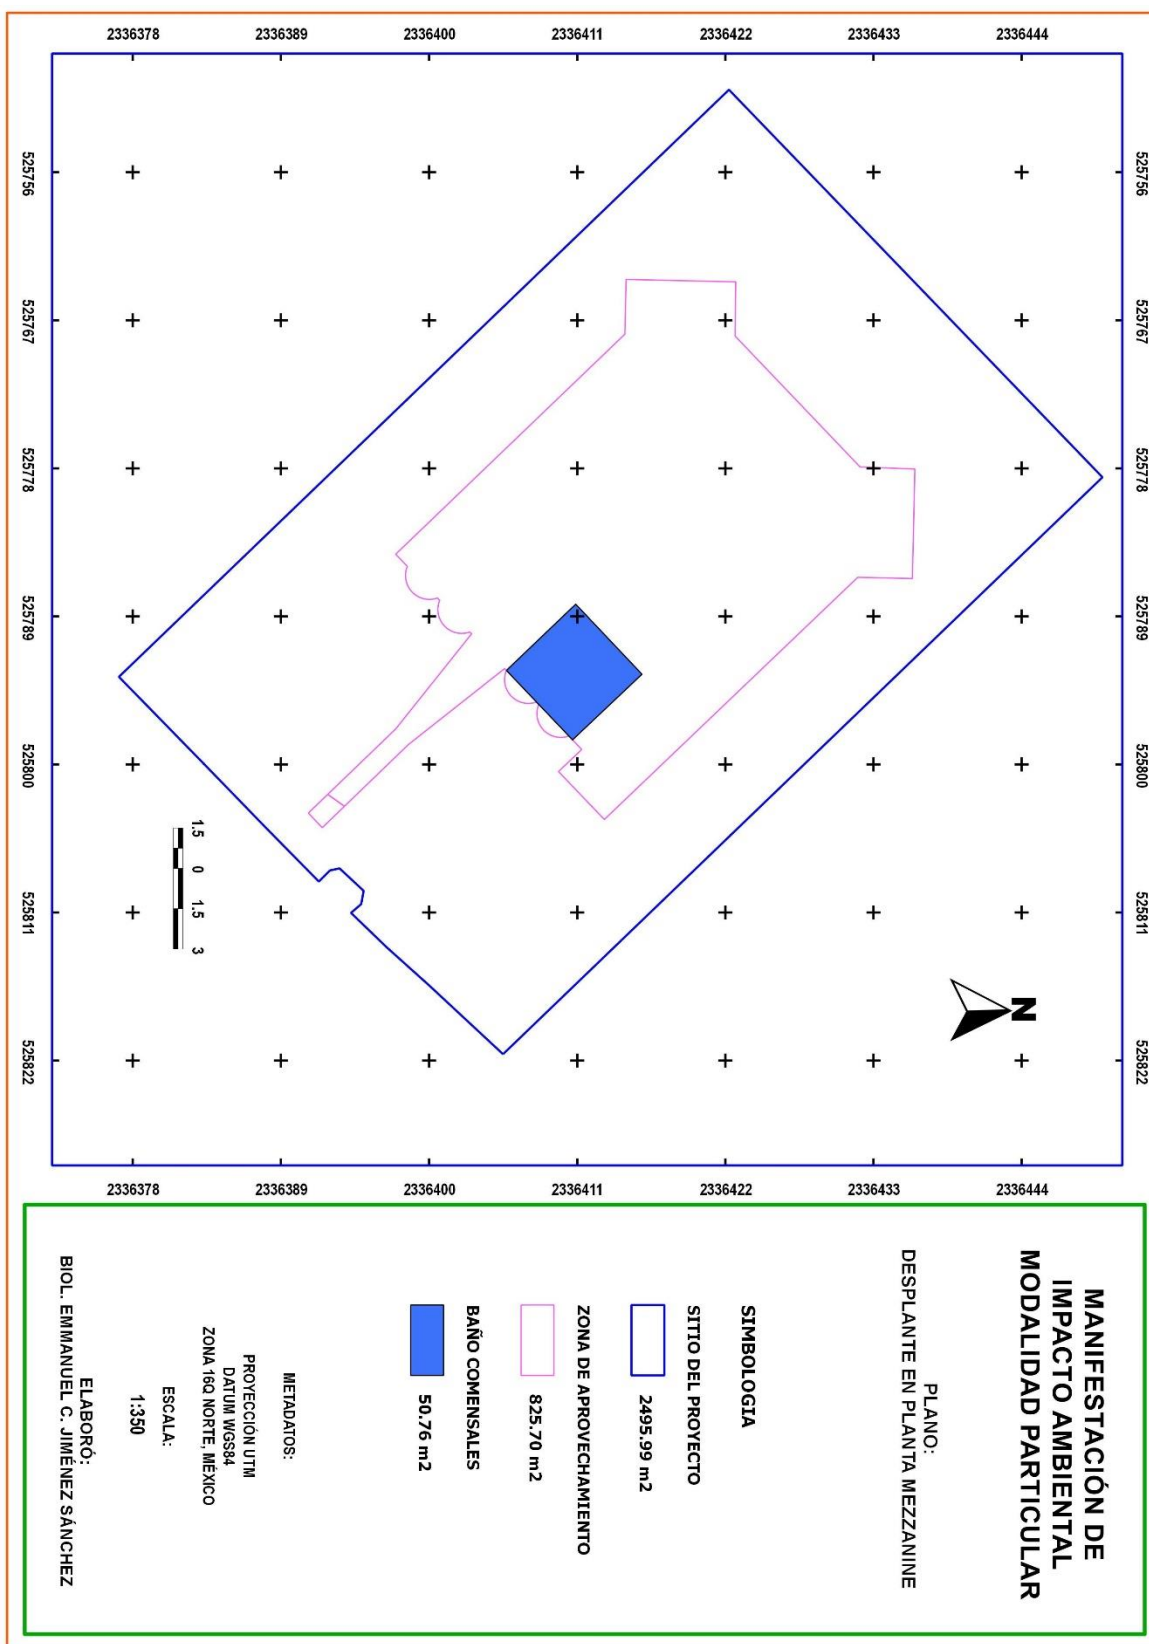 525756 525767 525778 525789 525800 525811 525822
2336444 2336444
2336433 2336433
2336422 2336422
2336411 2336411
2336400 2336400
2336389 2336389
2336378 2336378
N
1.5 0 1.5 3
525756 525767 525778 525789 525800 525811 525822
MANIFESTACIÓN DE
IMPACTO AMBIENTAL
MODALIDAD PARTICULAR
PLANO:
DESPLANTE EN PLANTA MEZZANINE
SIMBOLOGIA
SITIO DEL PROYECTO
2495.99 m2
ZONA DE APROVECHAMIENTO
825.70 m2
BAÑO COMENSALES
50.76 m2
METADATOS:
PROYECCIÓN UTM
DATUM WGS84
ZONA 16Q NORTE, MÉXICO
ESCALA:
1:350
ELABORÓ:
BIOL. EMMANUEL C. JIMÉNEZ SÁNCHEZ